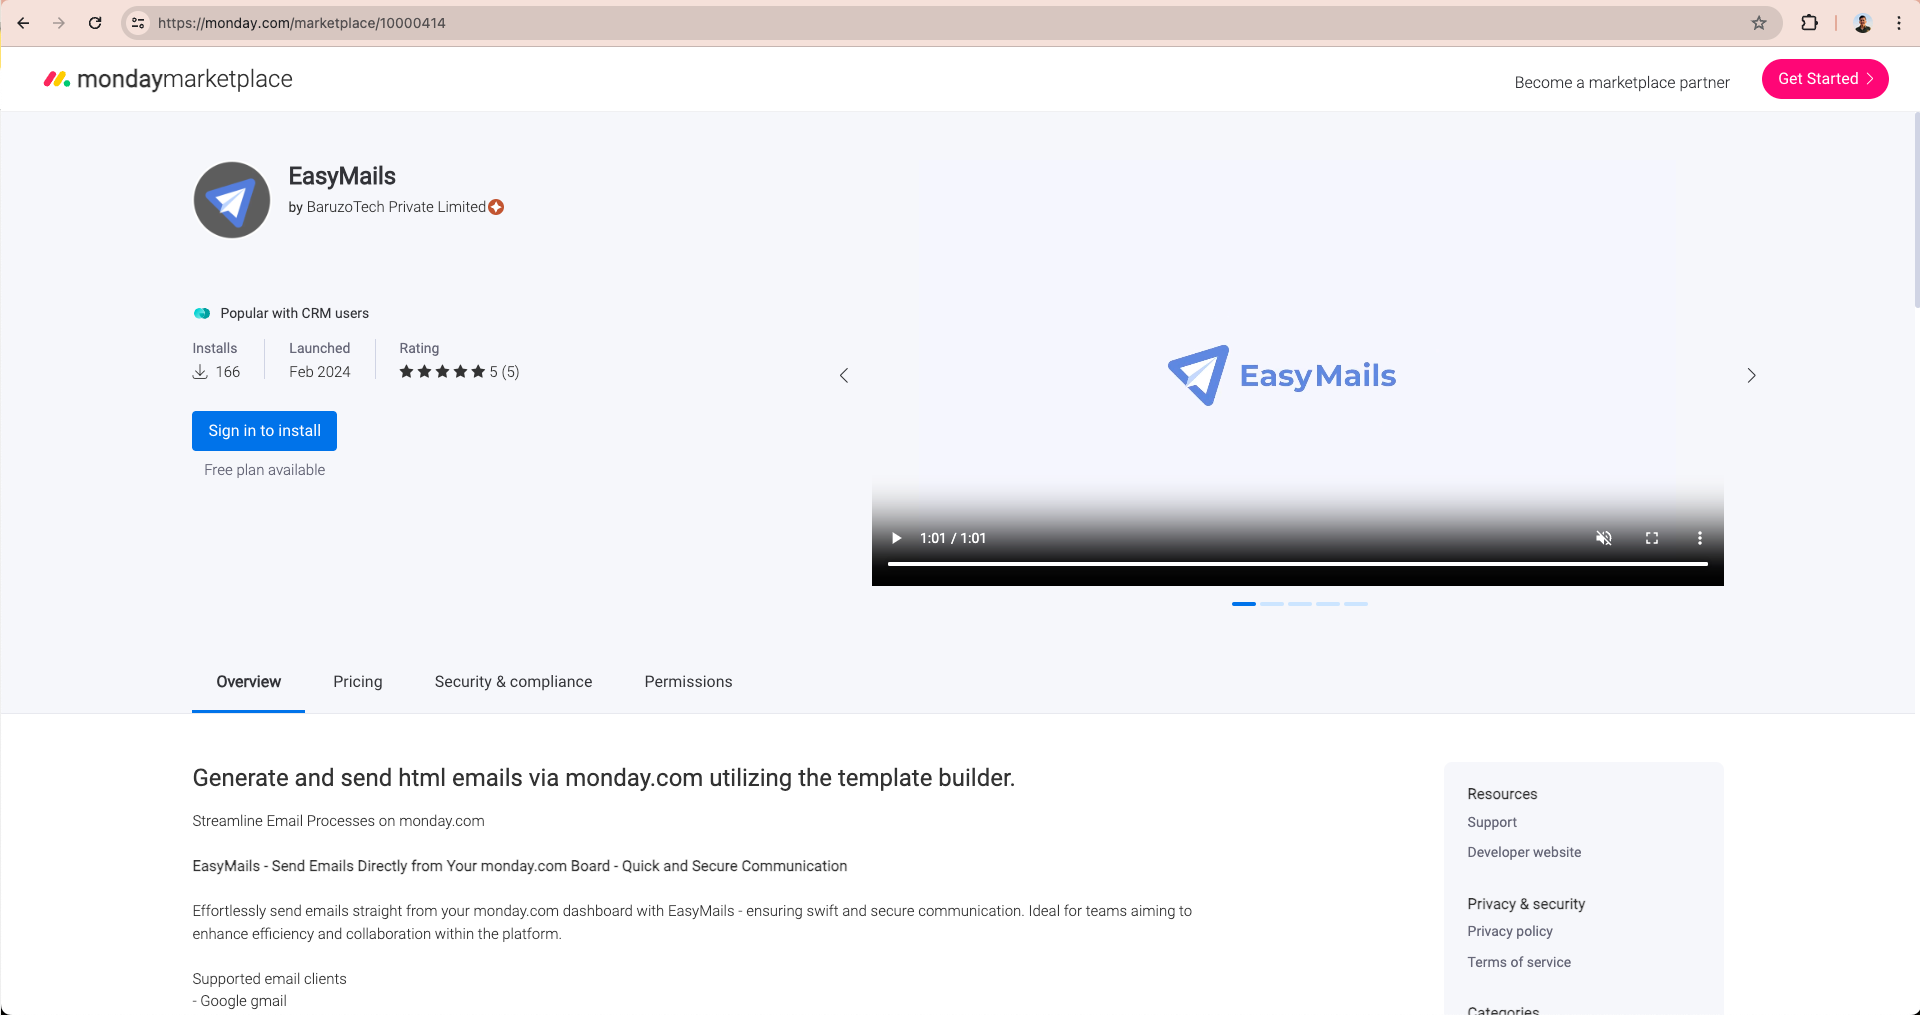 https://monday.com/marketplace/10000414
mondaymarketplace
Become a marketplace partner
Get Started
EasyMails
by BaruzoTech Private Limited
Popular with CRM users
Installs
166
Launched
Feb 2024
Rating
5 (5)
Sign in to install
Free plan available
EasyMails
1:01 / 1:01
Overview
Pricing
Security & compliance
Permissions
Generate and send html emails via monday.com utilizing the template builder.
Streamline Email Processes on monday.com
EasyMails - Send Emails Directly from Your monday.com Board - Quick and Secure Communication
Effortlessly send emails straight from your monday.com dashboard with EasyMails - ensuring swift and secure communication. Ideal for teams aiming to
enhance efficiency and collaboration within the platform.
Supported email clients
- Google gmail
Resources
Support
Developer website
Privacy & security
Privacy policy
Terms of service
Categories